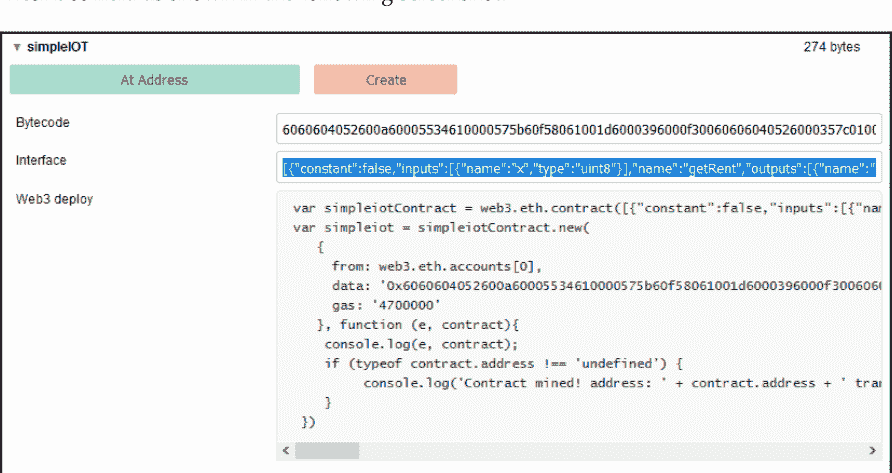 ▼ simpleIOT 274 bytes
At Address Create
Bytecode 6060604052600a60005534610000575b60f58061001d6000396000f30060606040526000357c0100
Interface [{"constant":false,"inputs":[{"name":"x","type":"uint8"}],"name":"getRent","outputs":[{"name":"
Web3 deploy
var simpleiotContract = web3.eth.contract([{"constant":false,"inputs":[{"nam
var simpleiot = simpleiotContract.new(
{
from: web3.eth.accounts[0],
data: '0x6060604052600a60005534610000575b60f58061001d6000396000f3006060
gas: '4700000'
}, function (e, contract){
console.log(e, contract);
if (typeof contract.address !== 'undefined') {
console.log('Contract mined! address: ' + contract.address + ' tran
}
})